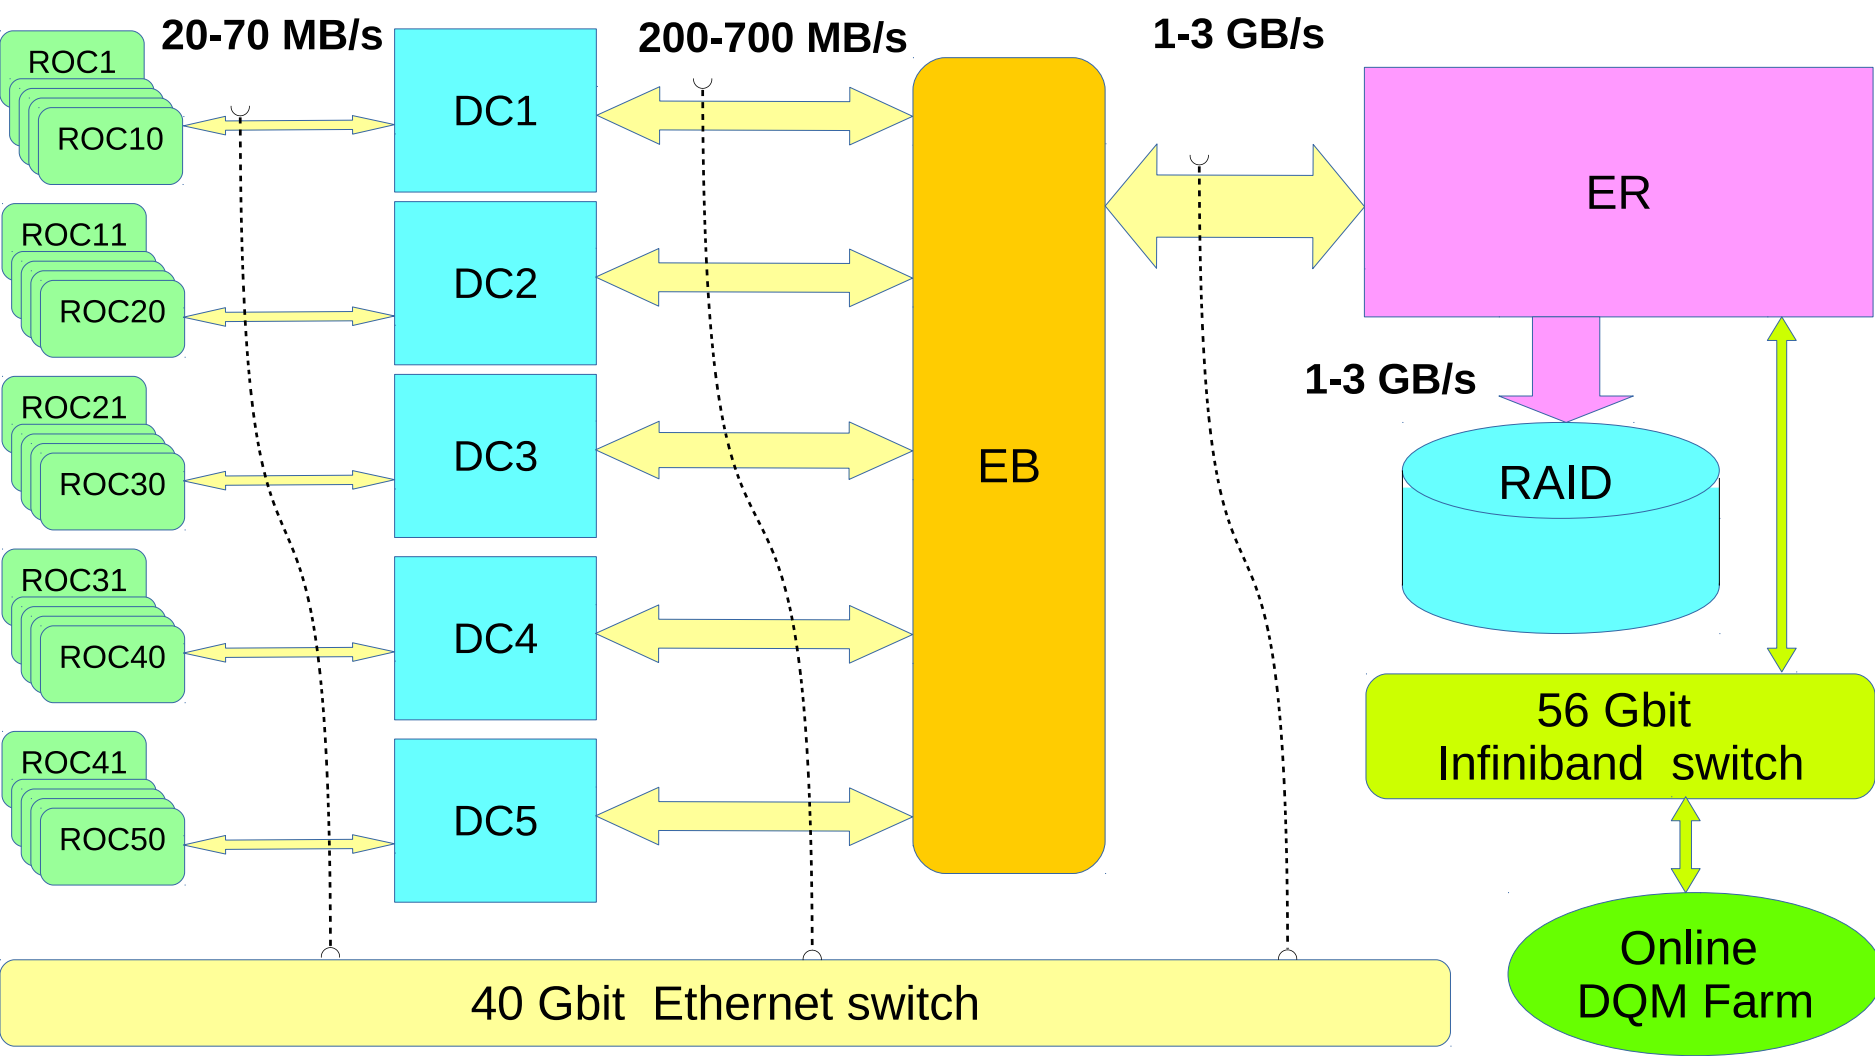 20-70 MB/s
200-700 MB/s
1-3 GB/s
ROC1
ROC10
DC1
ER
ROC11
ROC20
DC2
1-3 GB/s
ROC21
ROC30
DC3
EB
RAID
ROC31
ROC40
DC4
56 Gbit
Infiniband switch
ROC41
ROC50
DC5
Online
DQM Farm
40 Gbit Ethernet switch